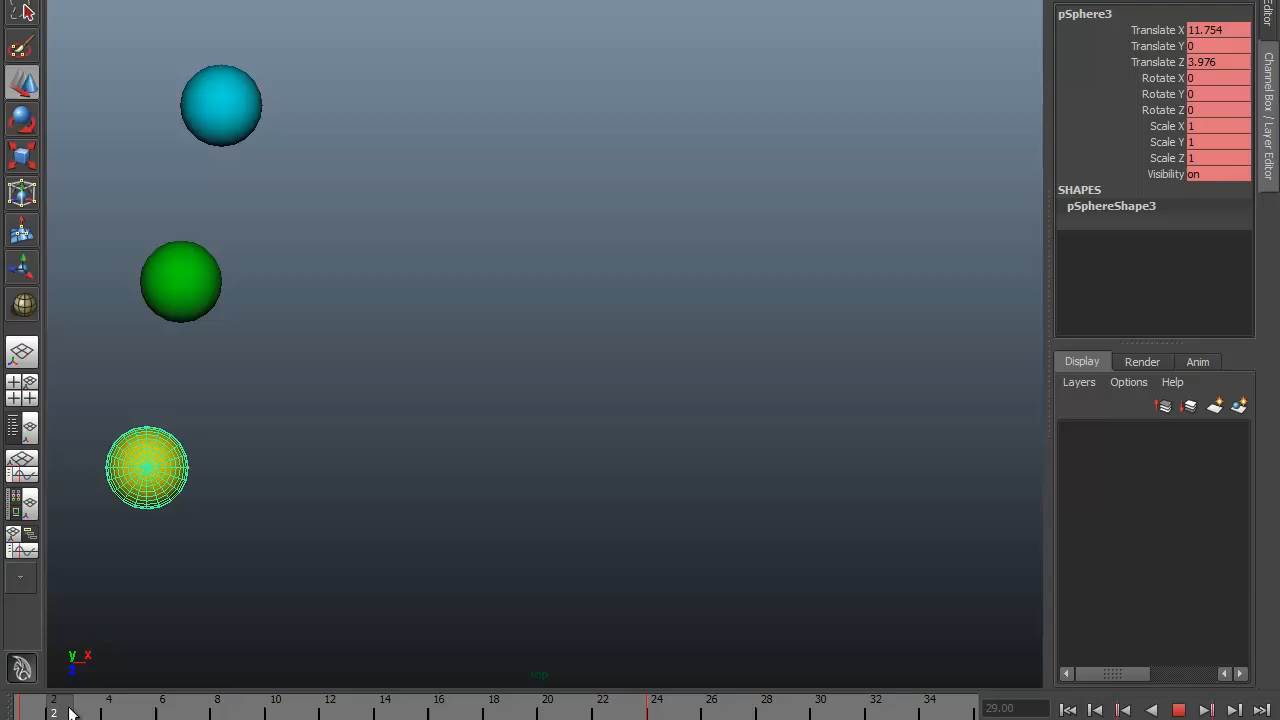 pSphere3
Translate X 11.754
Translate Y 0
Translate Z 3.976
Rotate X 0
Rotate Y 0
Rotate Z 0
Scale X 1
Scale Y 1
Scale Z 1
Visibility on
SHAPES
pSphereShape3
Editor
Channel Box / Layer Editor
Display Render Anim
Layers Options Help
y x
z
top
2 4 6 8 10 12 14 16 18 20 22 24 26 28 30 32 34
2
29.00